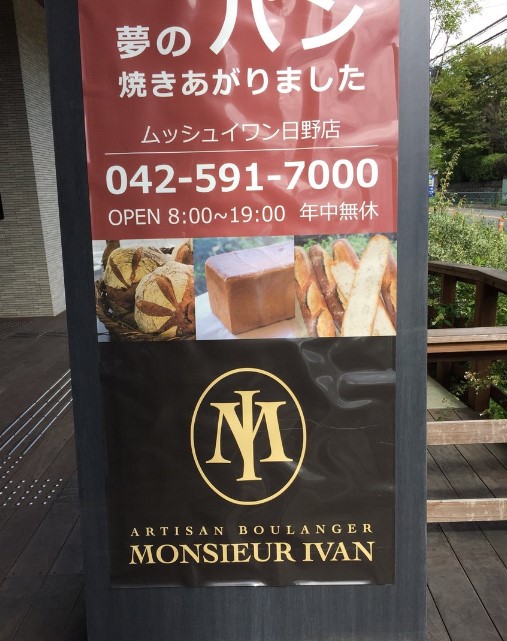 夢の パン
焼きあがりました
ムッシュイワン日野店
042-591-7000
OPEN 8:00~19:00 年中無休
IM
ARTISAN BOULANGER
MONSIEUR IVAN